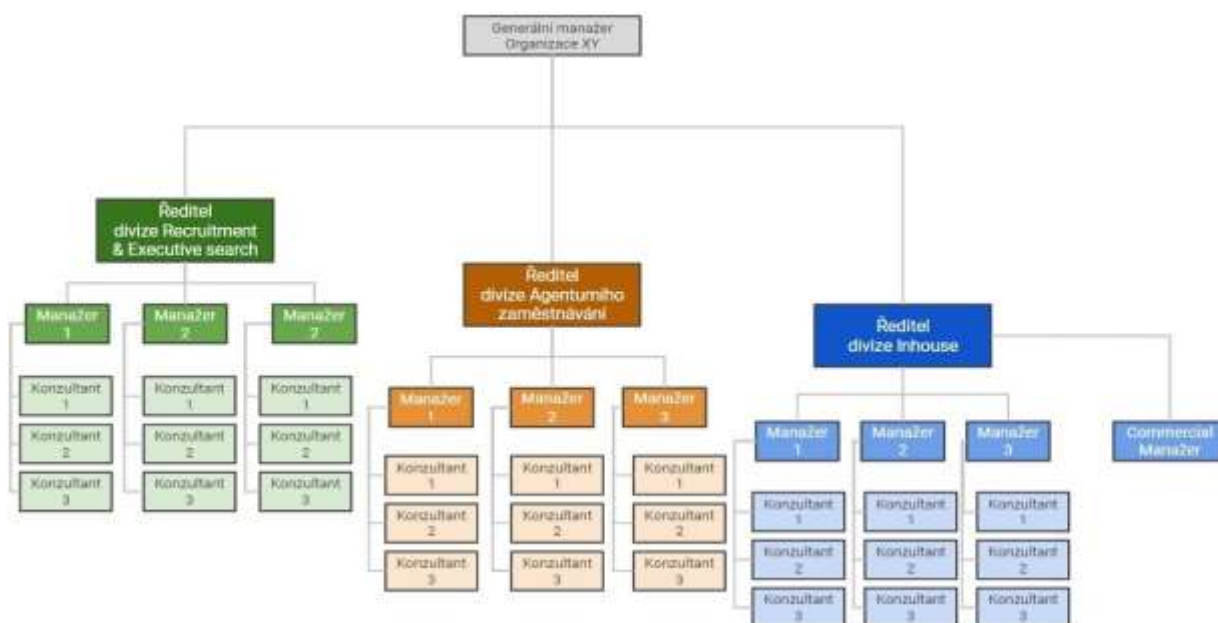 Generální manažer
Organizace XY
Ředitel
divize Recruitment
& Executive search
Manažer
1
Manažer
2
Manažer
2
Konzultant
1
Konzultant
1
Konzultant
1
Konzultant
2
Konzultant
2
Konzultant
2
Konzultant
3
Konzultant
3
Konzultant
3
Ředitel
divize Agenturního
zaměstnávání
Manažer
1
Manažer
2
Manažer
3
Konzultant
1
Konzultant
1
Konzultant
1
Konzultant
2
Konzultant
2
Konzultant
2
Konzultant
3
Konzultant
3
Konzultant
3
Ředitel
divize Inhouse
Manažer
1
Manažer
2
Manažer
3
Commercial
Manažer
Konzultant
1
Konzultant
1
Konzultant
1
Konzultant
2
Konzultant
2
Konzultant
2
Konzultant
3
Konzultant
3
Konzultant
3